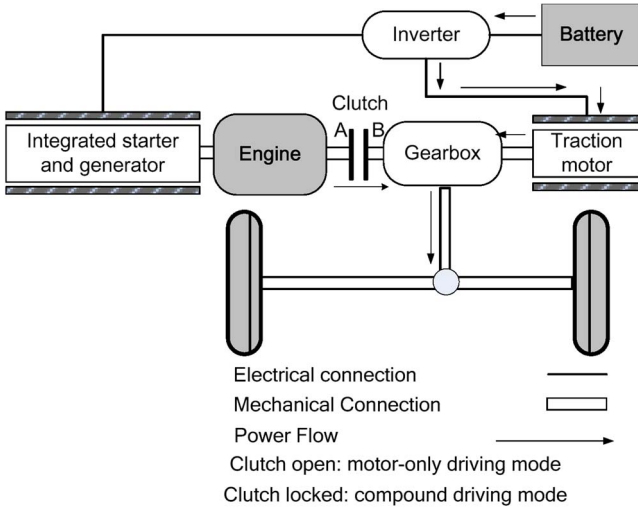 Inverter
Battery
Clutch
A B
Integrated starter
and generator
Engine
Gearbox
Traction
motor
Electrical connection
Mechanical Connection
Power Flow
Clutch open: motor-only driving mode
Clutch locked: compound driving mode